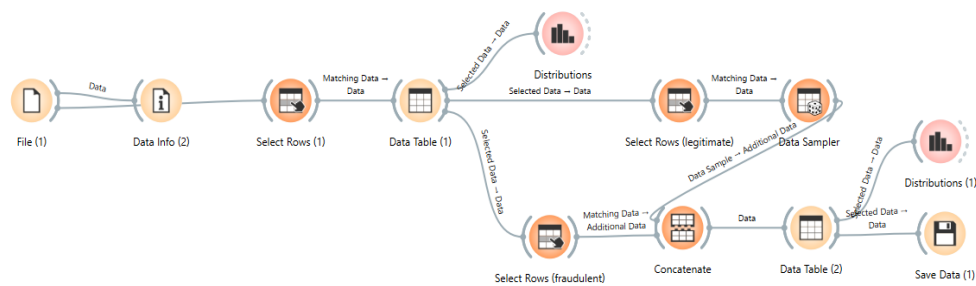 Selected Data → Data
Distributions
Data
Matching Data →
Data
Selected Data → Data
Matching Data →
Data
File (1)
Data Info (2)
Select Rows (1)
Data Table (1)
Select Rows (legitimate)
Data Sampler
Selected Data → Data
Data Sample → Additional Data
Selected Data → Data
Distributions (1)
Matching Data →
Additional Data
Data
Selected Data →
Data
Select Rows (fraudulent)
Concatenate
Data Table (2)
Save Data (1)